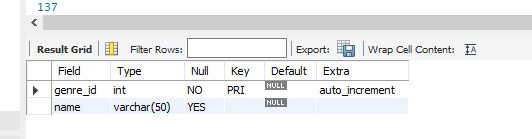 137
Result Grid Filter Rows: Export: Wrap Cell Content: IA
Field Type Null Key Default Extra
genre_id int NO PRI NULL auto_increment
name varchar(50) YES NULL